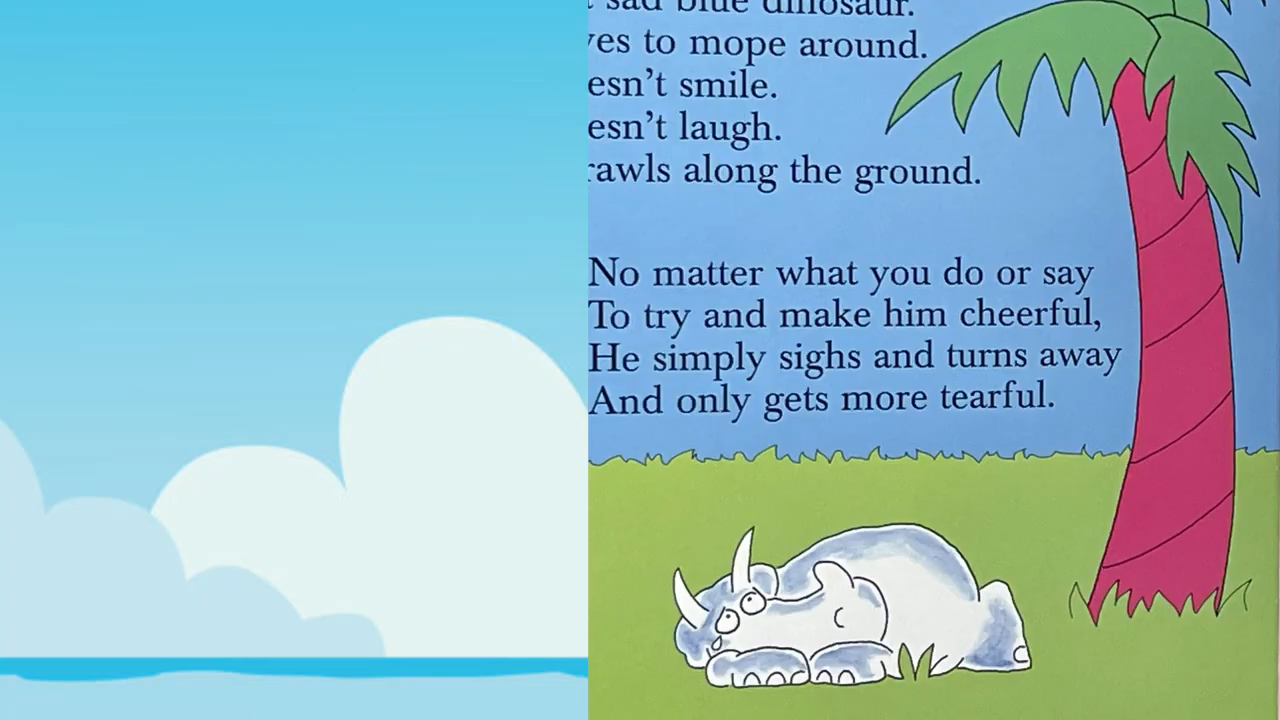 sad blue dinosaur.
to mope around.
esn’t smile.
esn’t laugh.
rawls along the ground.
No matter what you do or say
To try and make him cheerful,
He simply sighs and turns away
And only gets more tearful.